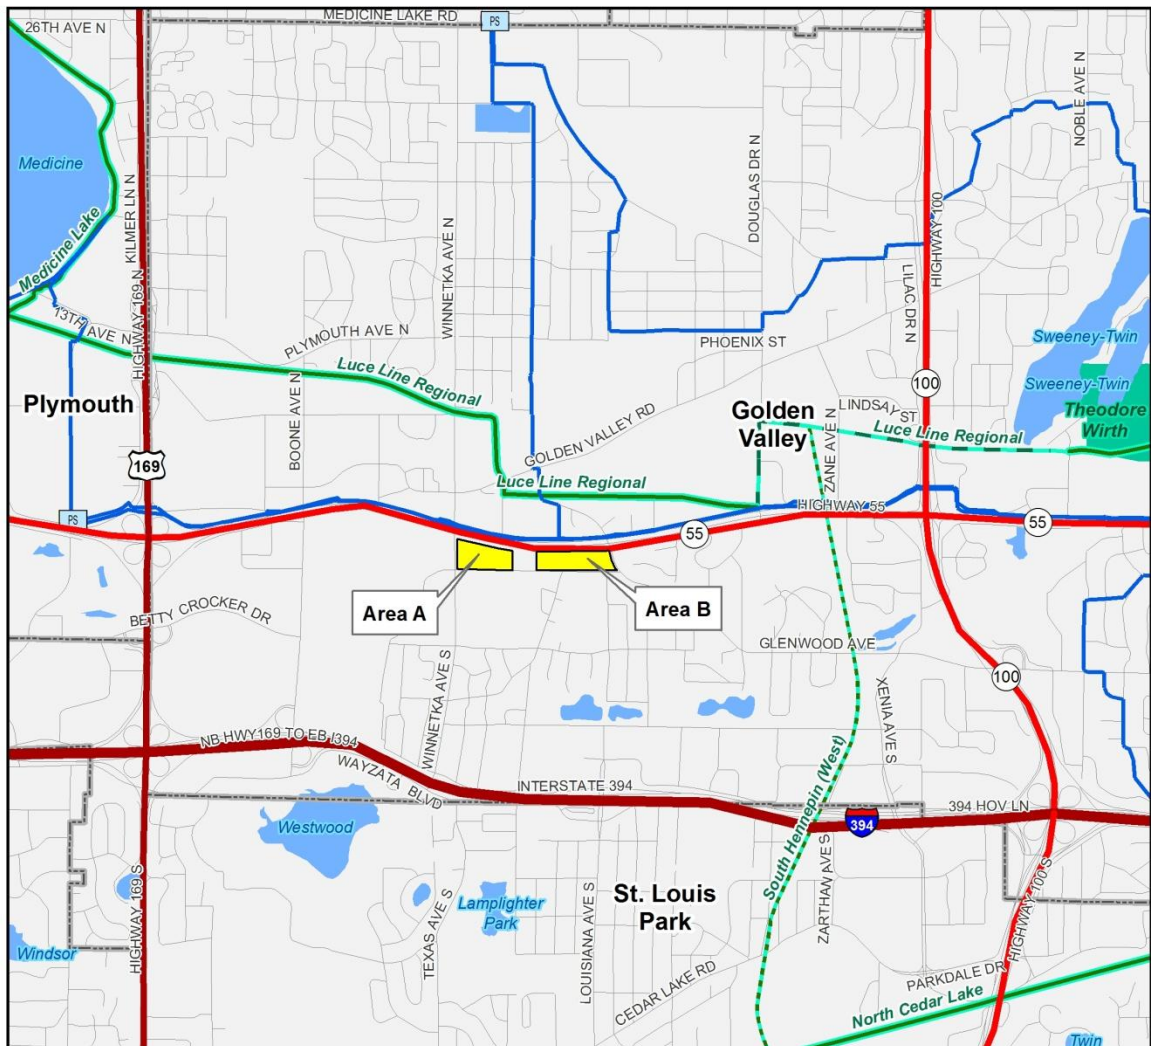 MEDICINE LAKE RD
PS
26TH AVE N
NOBLE AVE N
Medicine
KILMER LN N
DOUGLAS DR N
WINNETKA AVE N
HIGHWAY 100
LILAC DR N
Medicine Lake
HIGHWAY 169 N
13TH AVE N
PLYMOUTH AVE N
PHOENIX ST
Sweeney-Twin
Luce Line Regional
100
Sweeney-Twin
Plymouth
BOONE AVE N
Golden
Valley
LINDSAY ST
Theodore
Wirth
Luce Line Regional
ZANE AVE N
GOLDEN VALLEY RD
169
Luce Line Regional
HIGHWAY 55
PS
55
55
Area A
Area B
BETTY CROCKER DR
GLENWOOD AVE
WINNETKA AVE S
XENIA AVE S
100
NB HWY169 TO EB I394
South Hennepin (West)
WAYZATA BLVD
INTERSTATE 394
394 HOV LN
394
Westwood
HIGHWAY 169 S
TEXAS AVE S
Lamplighter
Park
LOUISIANA AVE S
St. Louis
Park
ZARTHAN AVE S
HIGHWAY 100 S
Windsor
CEDAR LAKE RD
PARKDALE DR
North Cedar Lake
Twin